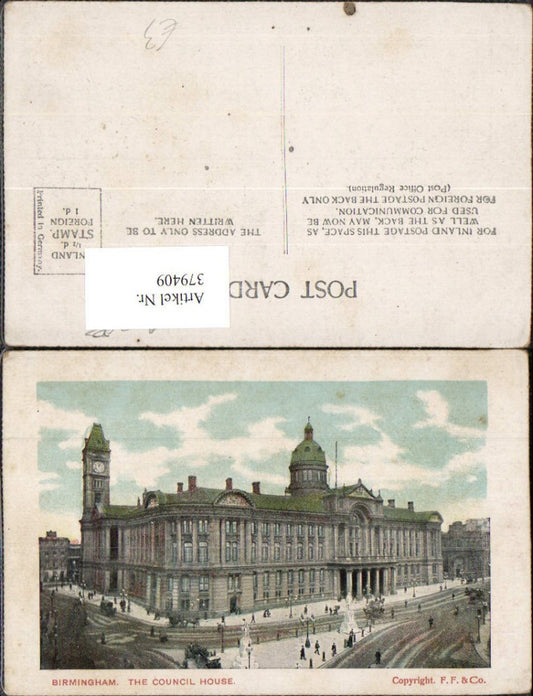 POST CARD
FOR INLAND POSTAGE THIS SPACE, AS
WELL AS THE BACK, MAY NOW BE
USED FOR COMMUNICATION.
FOR FOREIGN POSTAGE THE BACK ONLY
(Post Office Regulation).
THE ADDRESS ONLY TO BE
WRITTEN HERE.
INLAND
1/2 d.
STAMP.
FOREIGN
1 d.
Printed in Germany.
Artikel Nr.
379409
£3
BIRMINGHAM. THE COUNCIL HOUSE.
Copyright. F. F. & Co.